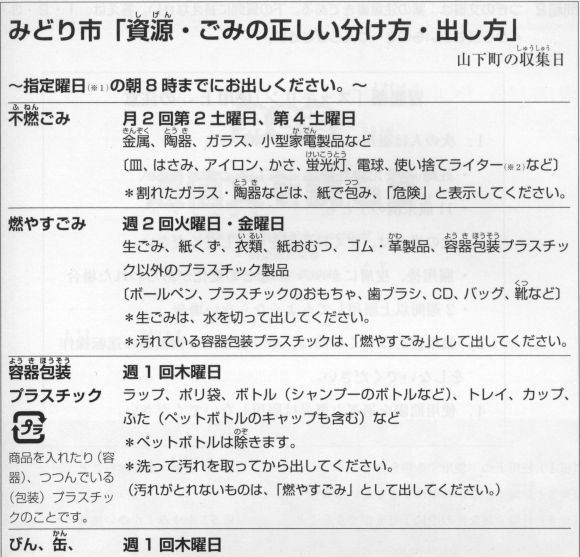 みどり市「資源・ごみの正しい分け方・出し方」
山下町の収集日
~指定曜日(※1)の朝8時までにお出しください。~
不燃ごみ 月2回第2土曜日、第4土曜日
金属、陶器、ガラス、小型家電製品など
〔皿、はさみ、アイロン、かさ、蛍光灯、電球、使い捨てライター(※2)など〕
*割れたガラス・陶器などは、紙で包み、「危険」と表示してください。
燃やすごみ 週2回火曜日・金曜日
生ごみ、紙くず、衣類、紙おむつ、ゴム・革製品、容器包装プラスチッ
ク以外のプラスチック製品
〔ボールペン、プラスチックのおもちゃ、歯ブラシ、CD、バッグ、靴など〕
*生ごみは、水を切って出してください。
*汚れている容器包装プラスチックは、「燃やすごみ」として出してください。
容器包装 週1回木曜日
プラスチック ラップ、ポリ袋、ボトル(シャンプーのボトルなど)、トレイ、カップ、
ふた(ペットボトルのキャップも含む)など
プラ
*ペットボトルは除きます。
商品を入れたり(容
器)、つつんでいる
(包装)プラスチッ
クのことです。
*洗って汚れを取ってから出してください。
(汚れがとれないものは、「燃やすごみ」として出してください。)
びん、缶、 週1回木曜日